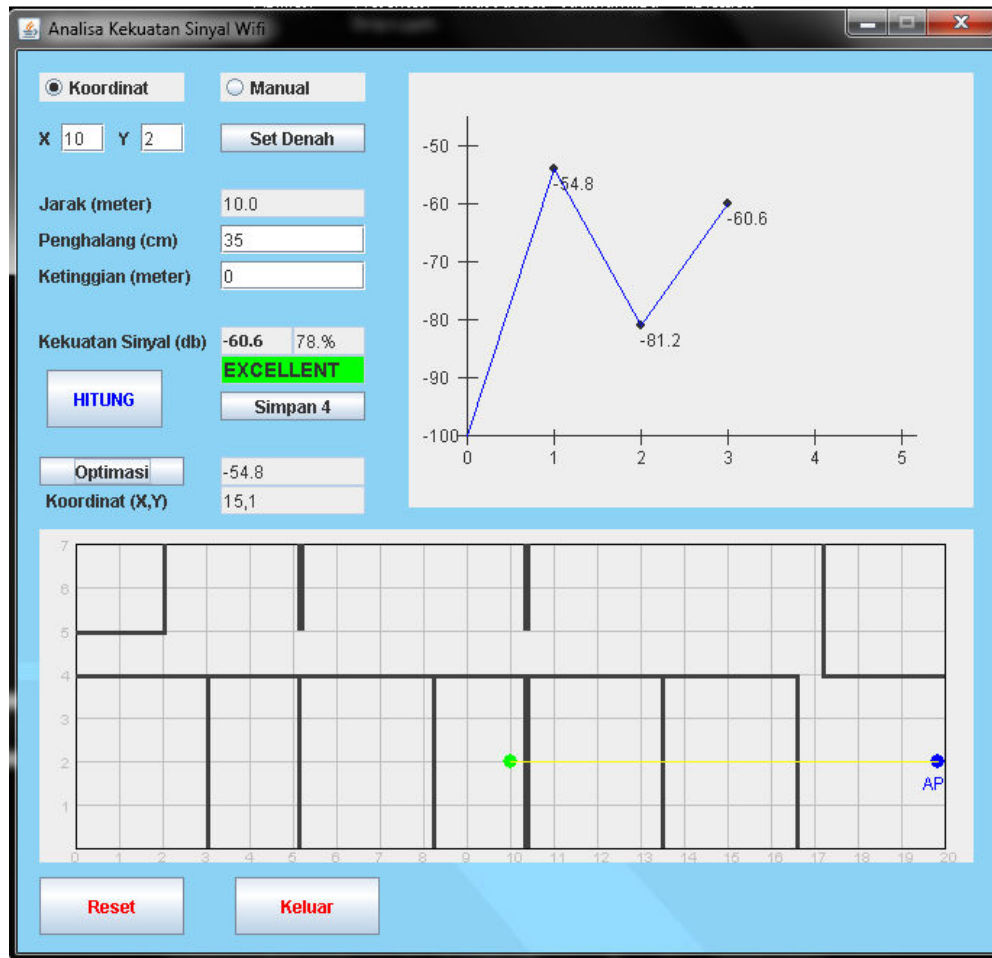 Analisa Kekuatan Sinyal Wifi
Koordinat Manual
X 10 Y 2 Set Denah
Jarak (meter) 10.0
Penghalang (cm) 35
Ketinggian (meter) 0
Kekuatan Sinyal (db) -60.6 78.%
EXCELLENT
HITUNG
Simpan 4
Optimasi -54.8
Koordinat (X,Y) 15,1
-50
-54.8
-60
-60.6
-70
-80
-81.2
-90
-100
0 1 2 3 4 5
7
6
5
4
3
2
AP
1
0 1 2 3 4 5 6 7 8 9 10 11 12 13 14 15 16 17 18 19 20
Reset Keluar